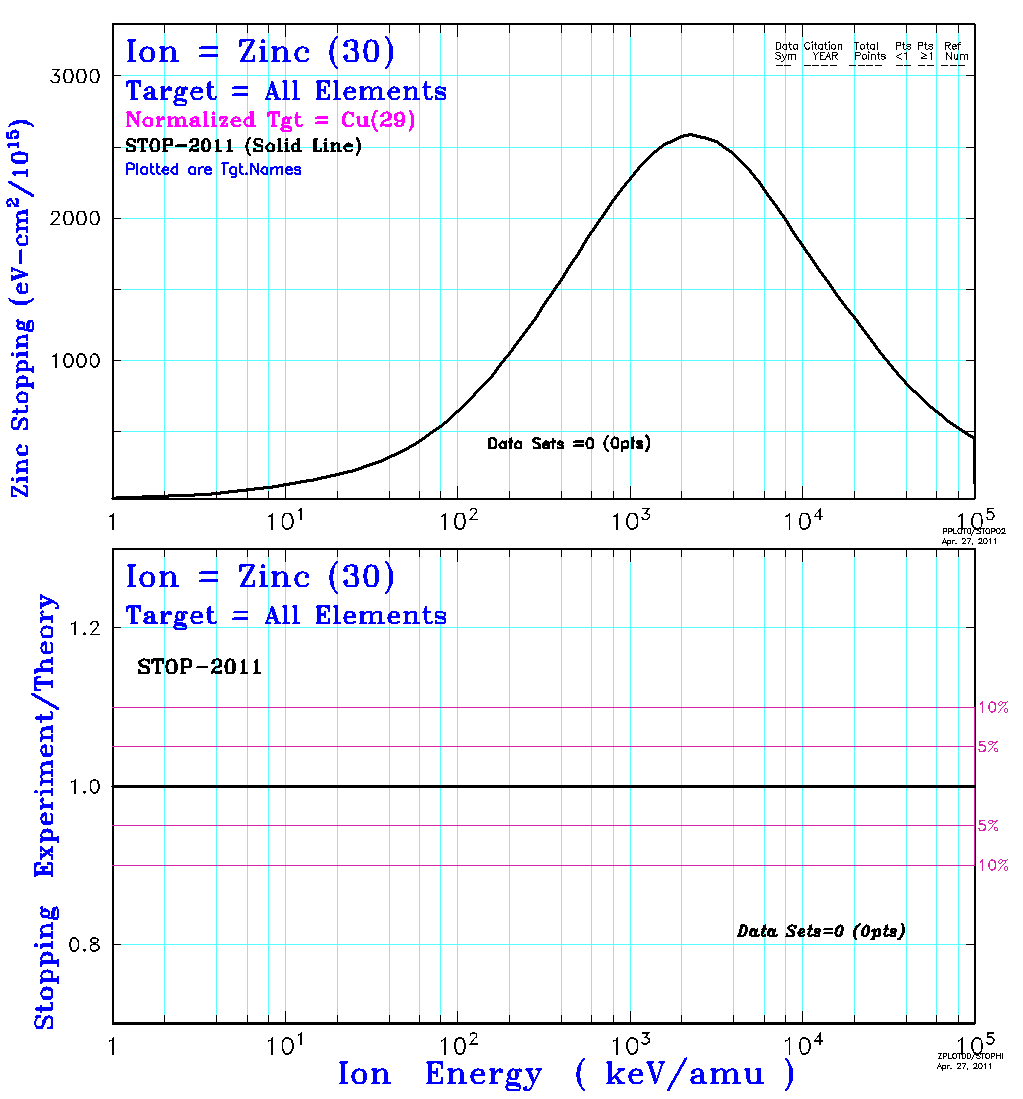 Ion = Zinc (30)
Target = All Elements
Normalized Tgt = Cu(29)
STOP-2011 (Solid Line)
Plotted are Tgt.Names
Data Citation Total Pts Pts Ref
Sym YEAR Points <1 ≥1 Num
Zinc Stopping (eV-cm²/10¹⁵)
3000
2000
1000
Data Sets =0 (0pts)
1 10¹ 10² 10³ 10⁴ 10⁵
PPLOT0/STOP02
Apr. 27, 2011
Ion = Zinc (30)
Target = All Elements
STOP-2011
Stopping Experiment/Theory
1.2
1.0
0.8
10%
5%
5%
10%
Data Sets=0 (0pts)
1 10¹ 10² 10³ 10⁴ 10⁵
Ion Energy ( keV/amu )
ZPLOT0D/STOPHI
Apr. 27, 2011